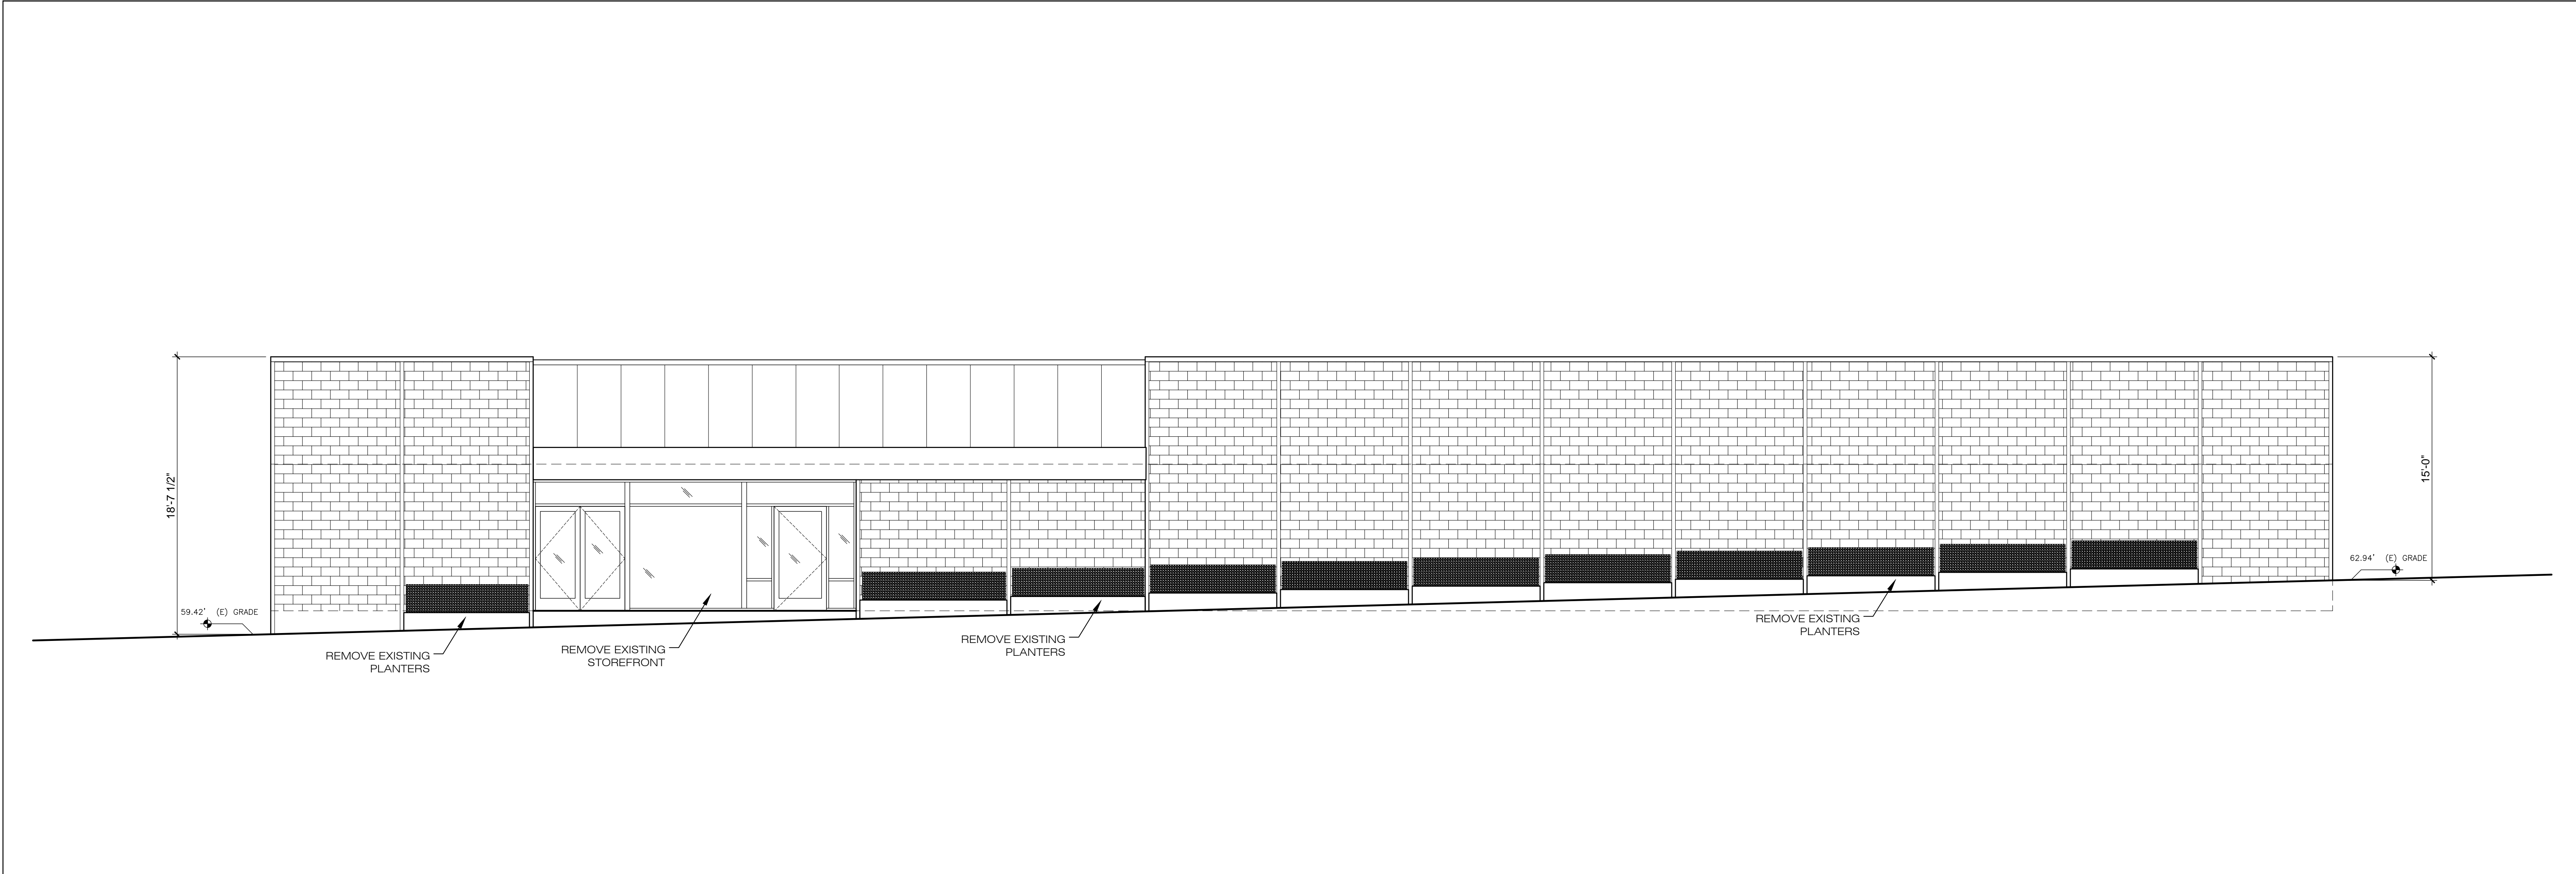 18'-7 1/2"
15'-0"
59.42' (E) GRADE
62.94' (E) GRADE
REMOVE EXISTING
PLANTERS
REMOVE EXISTING
STOREFRONT
REMOVE EXISTING
PLANTERS
REMOVE EXISTING
PLANTERS